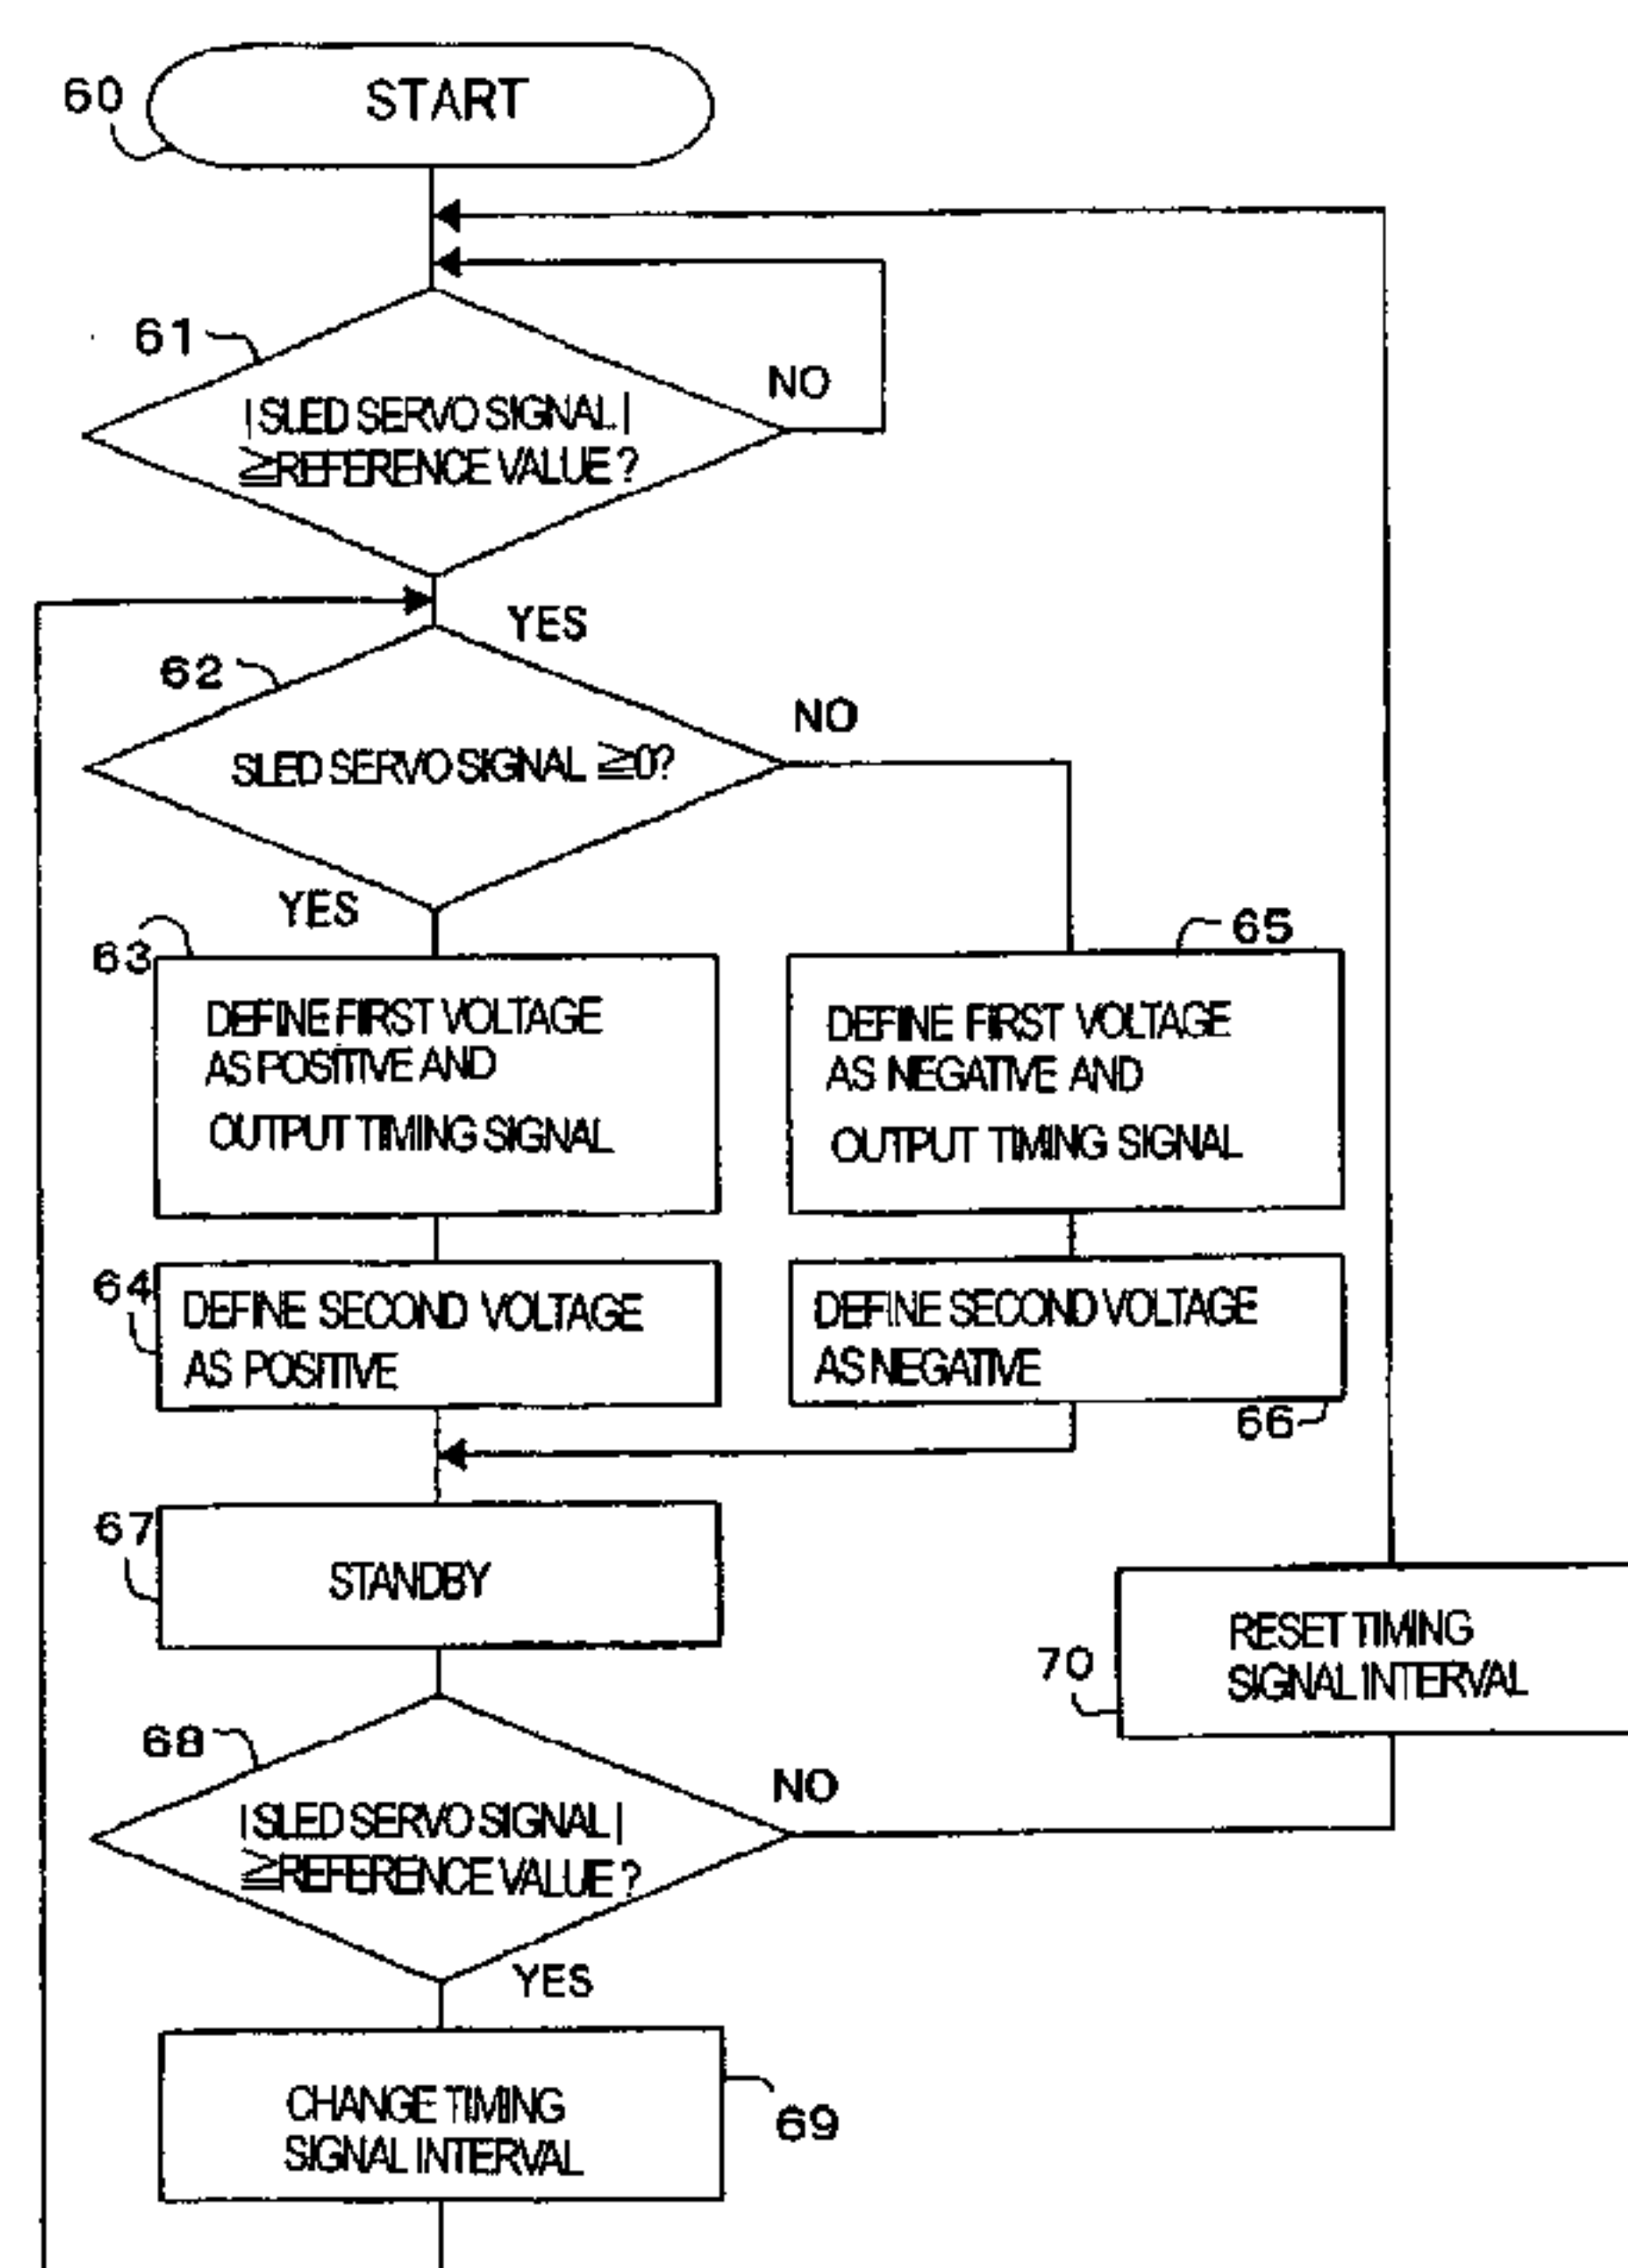 60
START
61
NO
| SLED SERVO SIGNAL |
≧REFERENCE VALUE ?
YES
62
NO
SLED SERVO SIGNAL ≧0?
YES
63
65
DEFINE FIRST VOLTAGE
AS POSITIVE AND
OUTPUT TIMING SIGNAL
DEFINE FIRST VOLTAGE
AS NEGATIVE AND
OUTPUT TIMING SIGNAL
64
DEFINE SECOND VOLTAGE
AS POSITIVE
DEFINE SECOND VOLTAGE
AS NEGATIVE
66
67
STANDBY
70
RESET TIMING
SIGNAL INTERVAL
68
NO
| SLED SERVO SIGNAL |
≧REFERENCE VALUE ?
YES
CHANGE TIMING
SIGNAL INTERVAL
69